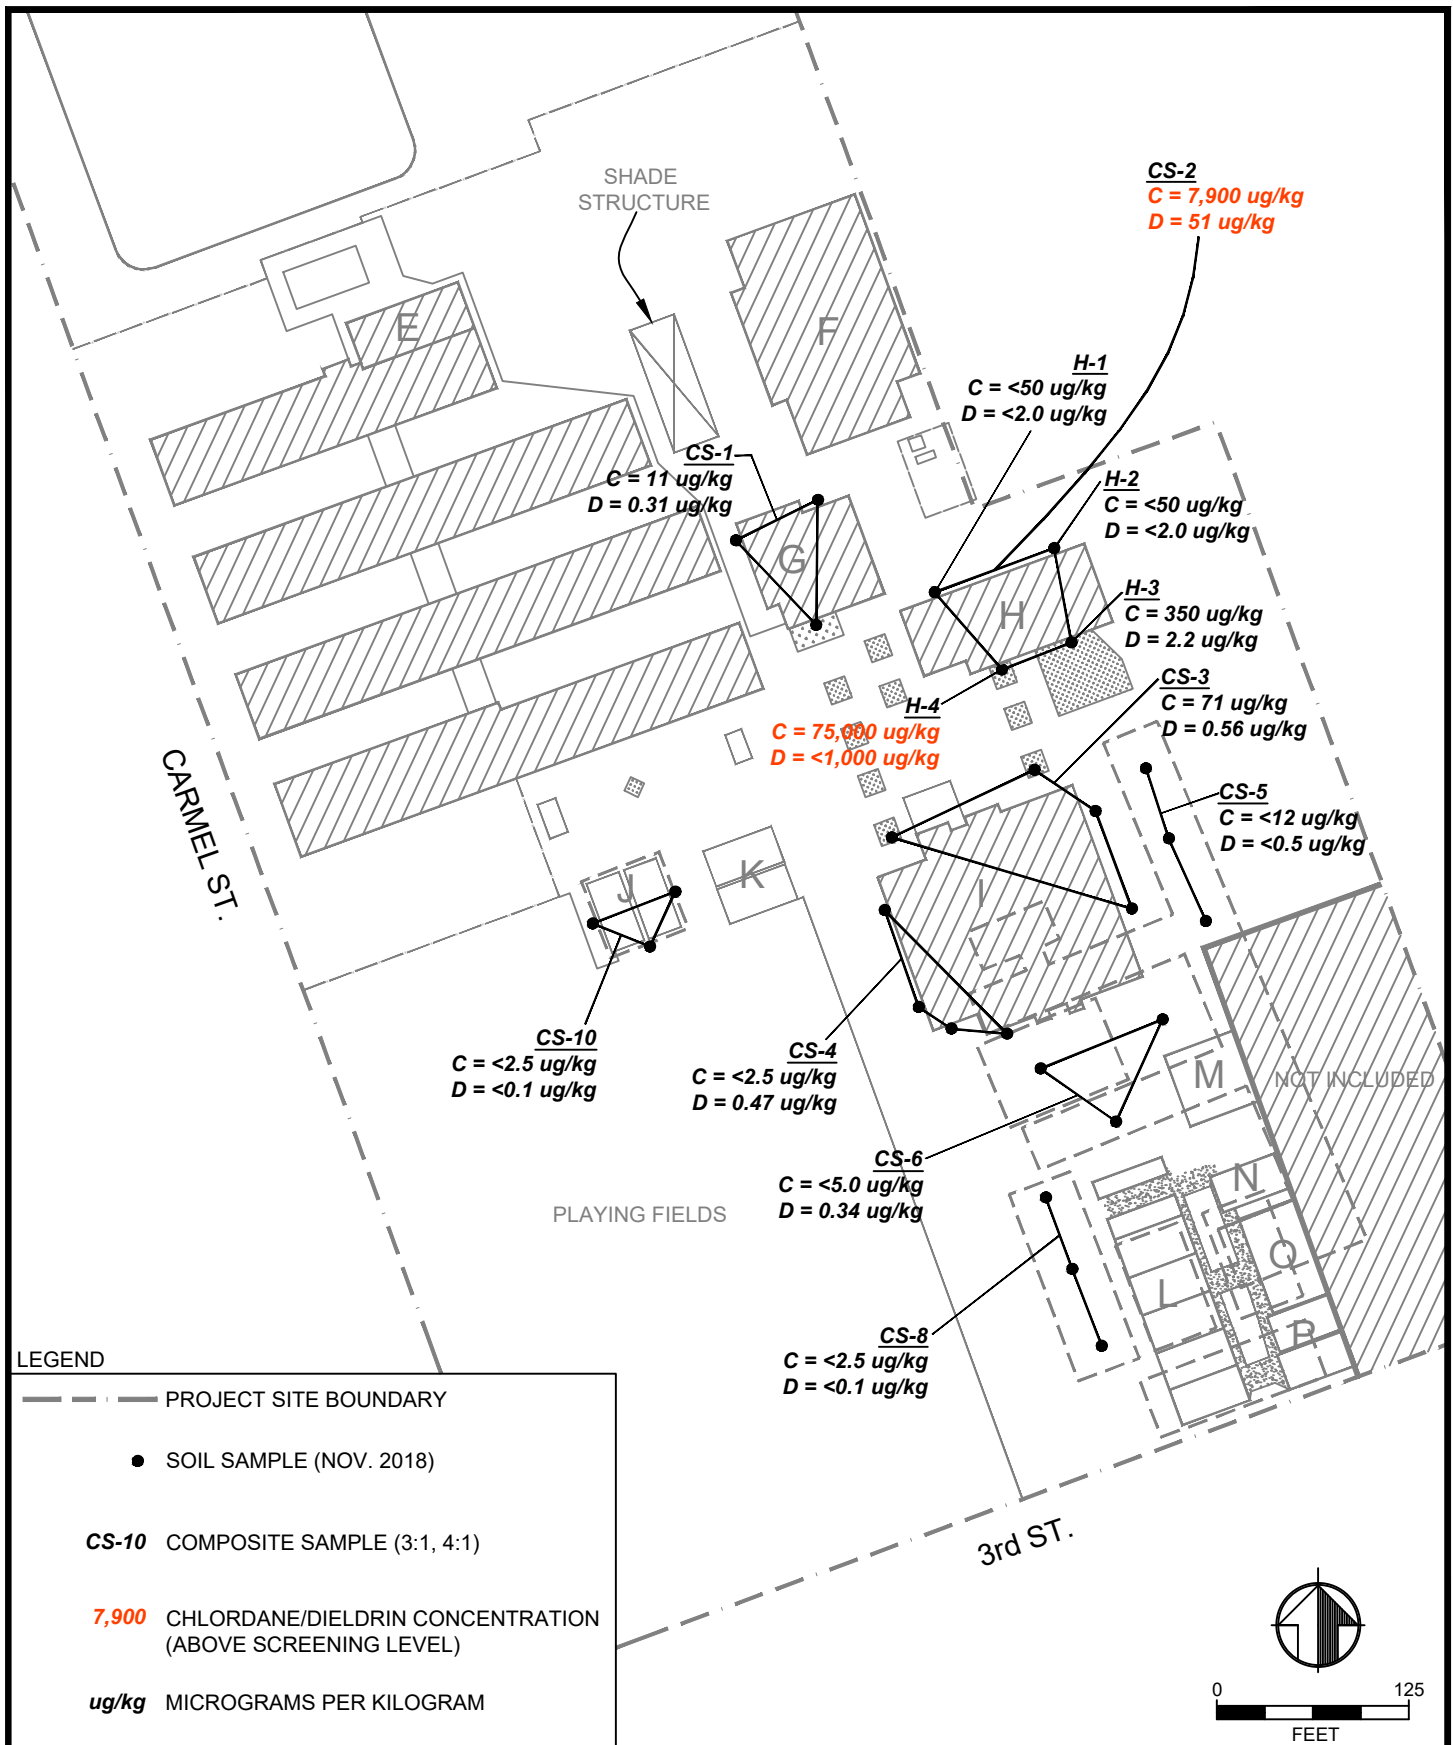 SHADE
STRUCTURE
CS-2
C = 7,900 ug/kg
D = 51 ug/kg
E
F
H-1
C = <50 ug/kg
D = <2.0 ug/kg
CS-1
C = 11 ug/kg
D = 0.31 ug/kg
H-2
C = <50 ug/kg
D = <2.0 ug/kg
G
H
H-3
C = 350 ug/kg
D = 2.2 ug/kg
H-4
C = 75,000 ug/kg
D = <1,000 ug/kg
CS-3
C = 71 ug/kg
D = 0.56 ug/kg
CS-5
C = <12 ug/kg
D = <0.5 ug/kg
CARMEL ST.
J
K
I
CS-10
C = <2.5 ug/kg
D = <0.1 ug/kg
CS-4
C = <2.5 ug/kg
D = 0.47 ug/kg
M
NOT INCLUDED
CS-6
C = <5.0 ug/kg
D = 0.34 ug/kg
N
PLAYING FIELDS
O
L
P
CS-8
C = <2.5 ug/kg
D = <0.1 ug/kg
3rd ST.
LEGEND
PROJECT SITE BOUNDARY
SOIL SAMPLE (NOV. 2018)
CS-10 COMPOSITE SAMPLE (3:1, 4:1)
7,900 CHLORDANE/DIELDRIN CONCENTRATION
(ABOVE SCREENING LEVEL)
ug/kg MICROGRAMS PER KILOGRAM
0 125
FEET